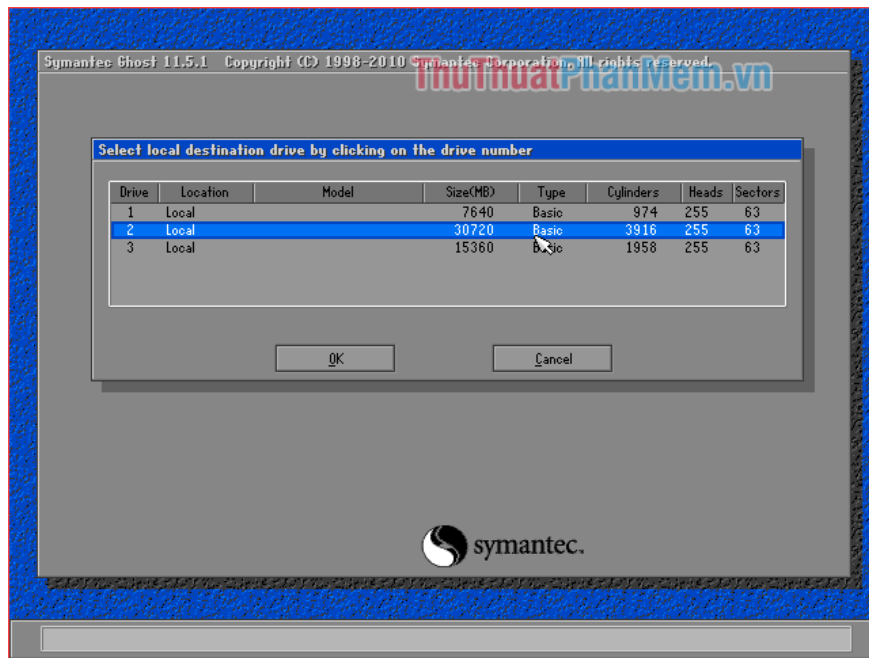 Symantec Ghost 11.5.1 Copyright (C) 1998-2010 Symantec Corporation. All rights reserved.
ThuThuatPhanMem.vn
Select local destination drive by clicking on the drive number
Drive Location Model Size(MB) Type Cylinders Heads Sectors
1 Local 7640 Basic 974 255 63
2 Local 30720 Basic 3916 255 63
3 Local 15360 Basic 1958 255 63
OK Cancel
symantec.